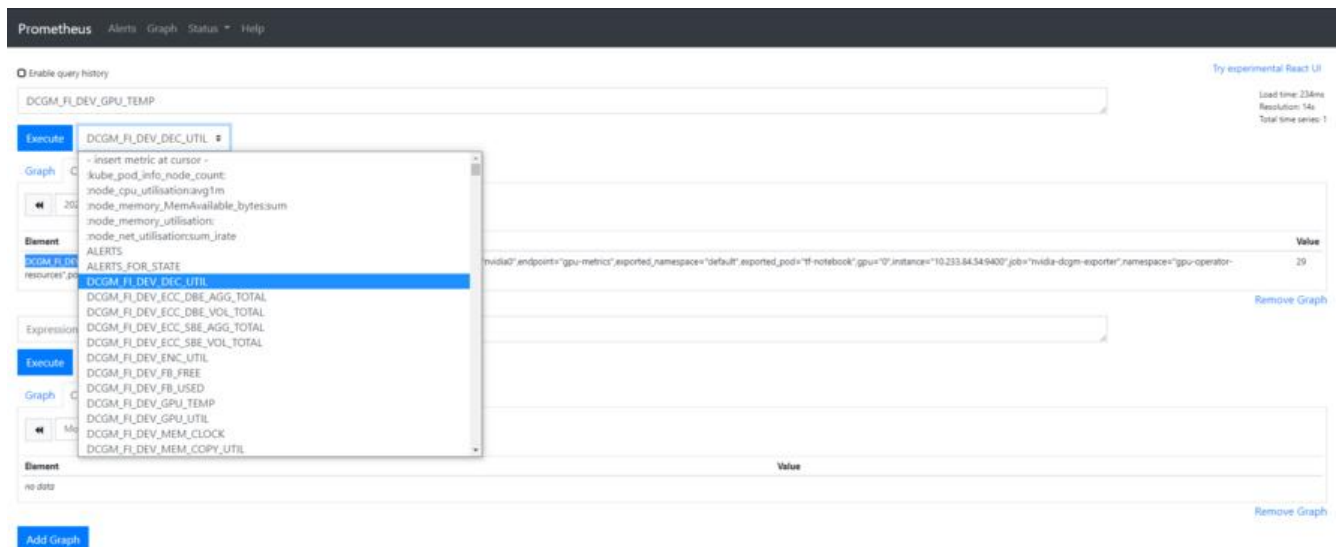 Prometheus Alerts Graph Status Help
Enable query history
Try experimental React UI
DCGM_FI_DEV_GPU_TEMP
Load time: 234ms
Resolution: 14s
Total time series: 1
Execute DCGM_FI_DEV_DEC_UTIL
- insert metric at cursor -
Graph C
:kube_pod_info_node_count:
:node_cpu_utilisation:avg1m
202
:node_memory_MemAvailable_bytes:sum
:node_memory_utilisation:
:node_net_utilisation:sum_irate
Element Value
ALERTS
DCGM_FI_DEV
ALERTS_FOR_STATE
"nvidia0",endpoint="gpu-metrics",exported_namespace="default",exported_pod="tf-notebook",gpu="0",instance="10.233.84.54:9400",job="nvidia-dcgm-exporter",namespace="gpu-operator- 29
resources",po
DCGM_FI_DEV_DEC_UTIL
DCGM_FI_DEV_ECC_DBE_AGG_TOTAL
Remove Graph
DCGM_FI_DEV_ECC_DBE_VOL_TOTAL
Expression
DCGM_FI_DEV_ECC_SBE_AGG_TOTAL
DCGM_FI_DEV_ECC_SBE_VOL_TOTAL
Execute
DCGM_FI_DEV_ENC_UTIL
DCGM_FI_DEV_FB_FREE
DCGM_FI_DEV_FB_USED
Graph C
DCGM_FI_DEV_GPU_TEMP
DCGM_FI_DEV_GPU_UTIL
Mo
DCGM_FI_DEV_MEM_CLOCK
DCGM_FI_DEV_MEM_COPY_UTIL
Element Value
no data
Remove Graph
Add Graph